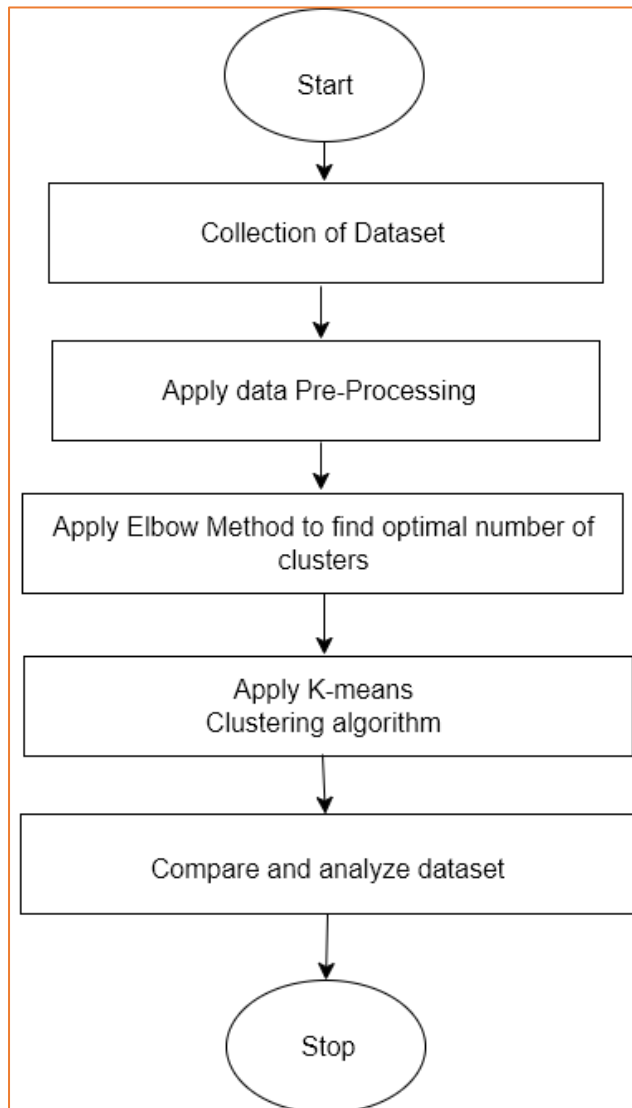 Start
Collection of Dataset
Apply data Pre-Processing
Apply Elbow Method to find optimal number of
clusters
Apply K-means
Clustering algorithm
Compare and analyze dataset
Stop